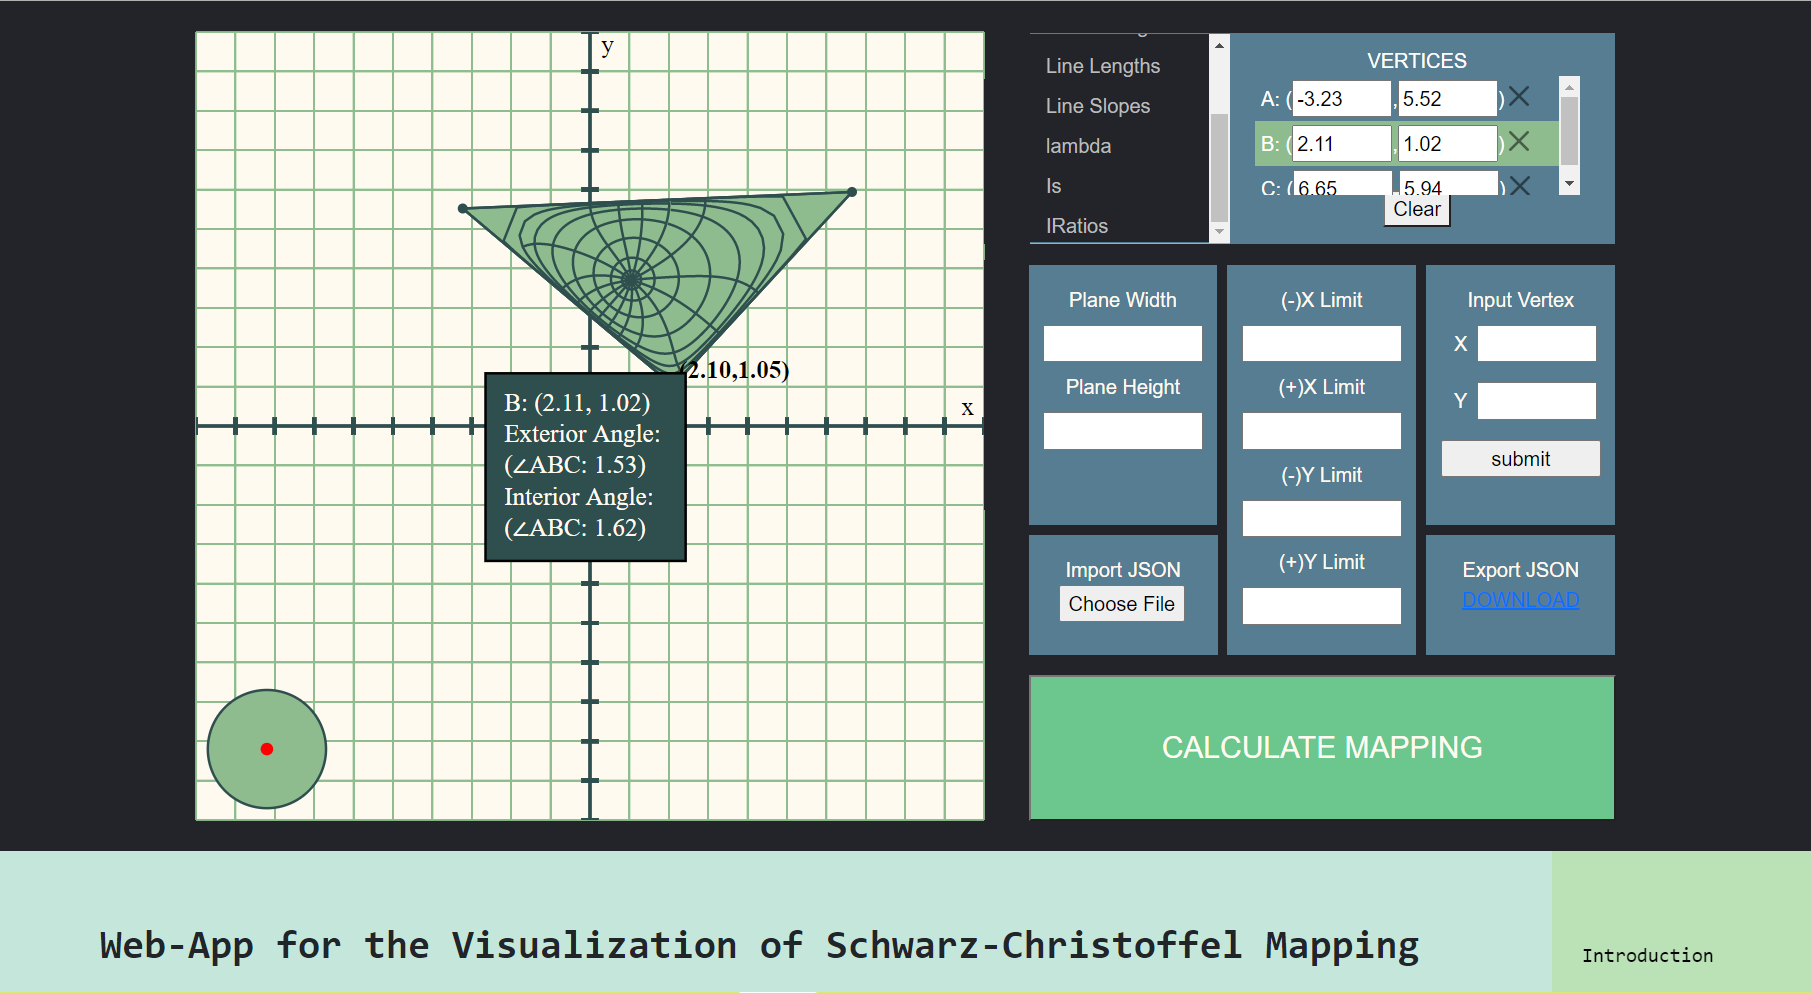 y
(2.10,1.05)
x
B: (2.11, 1.02)
Exterior Angle:
(∠ABC: 1.53)
Interior Angle:
(∠ABC: 1.62)
Line Lengths
Line Slopes
lambda
Is
IRatios
VERTICES
A: ( -3.23 , 5.52 )
B: ( 2.11 , 1.02 )
C: ( 6.65 , 5.94 )
Clear
Plane Width
Plane Height
(-)X Limit
(+)X Limit
(-)Y Limit
(+)Y Limit
Input Vertex
X
Y
submit
Import JSON
Choose File
Export JSON
DOWNLOAD
CALCULATE MAPPING
Web-App for the Visualization of Schwarz-Christoffel Mapping
Introduction